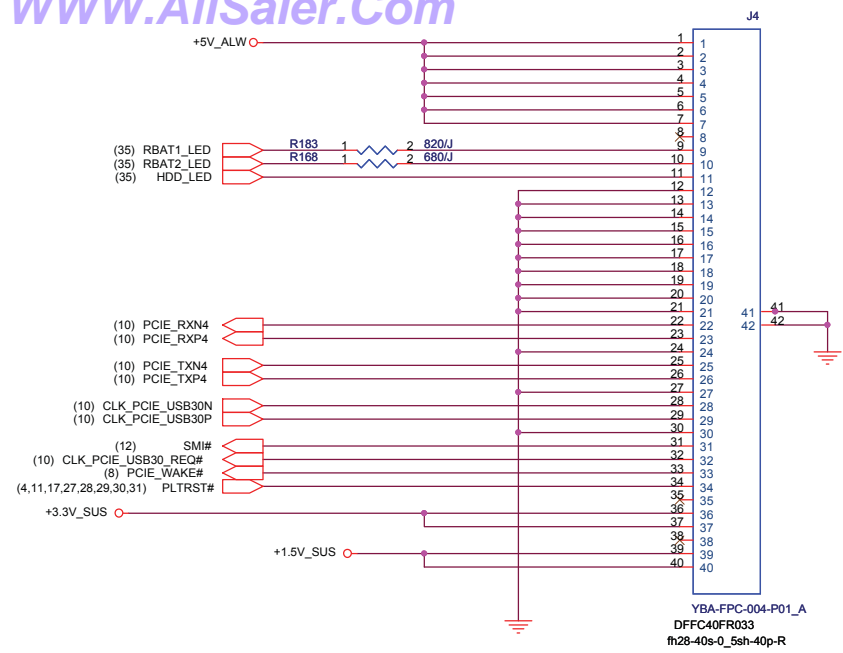 WWW.AllSaler.Com
J4
+5V_ALW
1 1
2 2
3 3
4 4
5 5
6 6
7 7
8 8
(35) RBAT1_LED R183 1 2 820/J 9 9
(35) RBAT2_LED R168 1 2 680/J 10 10
(35) HDD_LED 11 11
12 12
13 13
14 14
15 15
16 16
17 17
18 18
19 19
20 20
21 21 41 41
(10) PCIE_RXN4 22 22 42 42
(10) PCIE_RXP4 23 23
24 24
(10) PCIE_TXN4 25 25
(10) PCIE_TXP4 26 26
27 27
(10) CLK_PCIE_USB30N 28 28
(10) CLK_PCIE_USB30P 29 29
30 30
(12) SMI# 31 31
(10) CLK_PCIE_USB30_REQ# 32 32
(8) PCIE_WAKE# 33 33
(4,11,17,27,28,29,30,31) PLTRST# 34 34
35 35
+3.3V_SUS 36 36
37 37
38 38
+1.5V_SUS 39 39
40 40
YBA-FPC-004-P01_A
DFFC40FR033
fh28-40s-0_5sh-40p-R